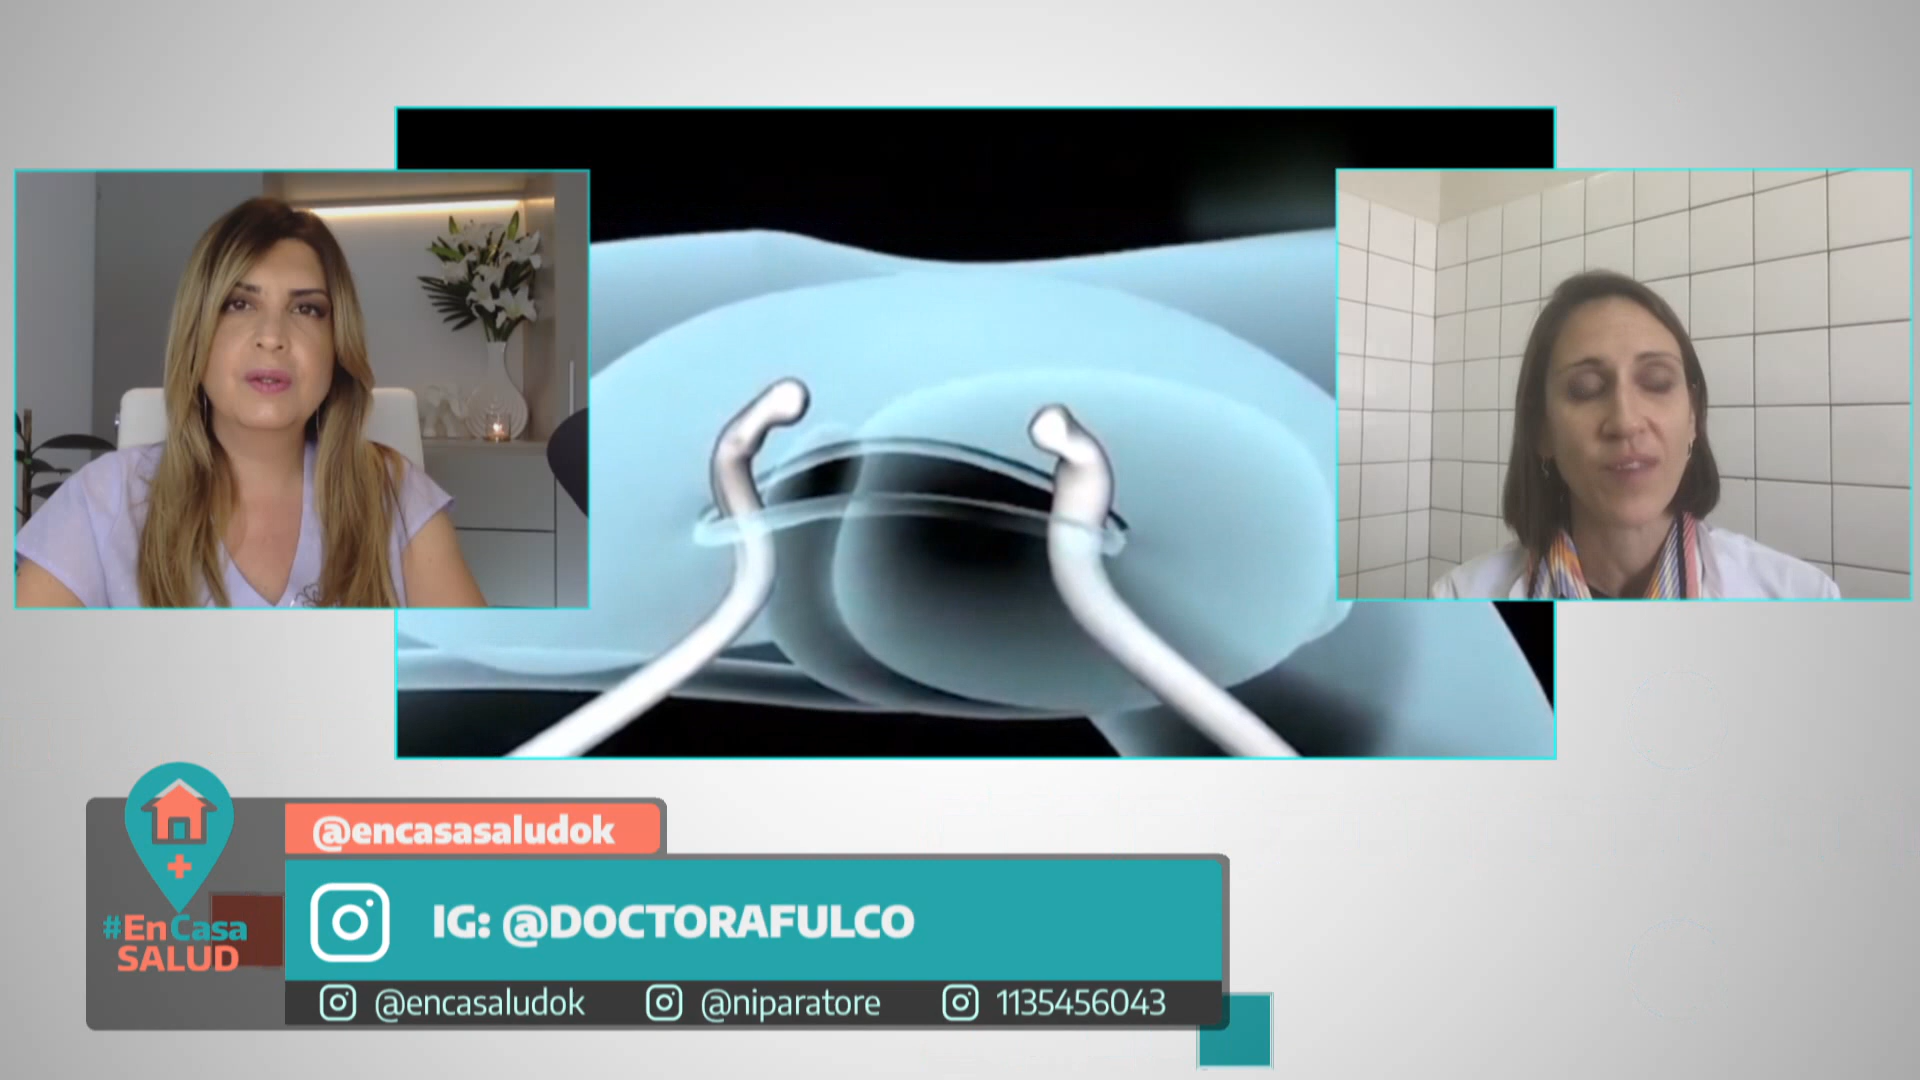 @encasasaludok
IG: @DOCTORAFULCO
#EnCasa
SALUD
@encasaludok @niparatore 1135456043